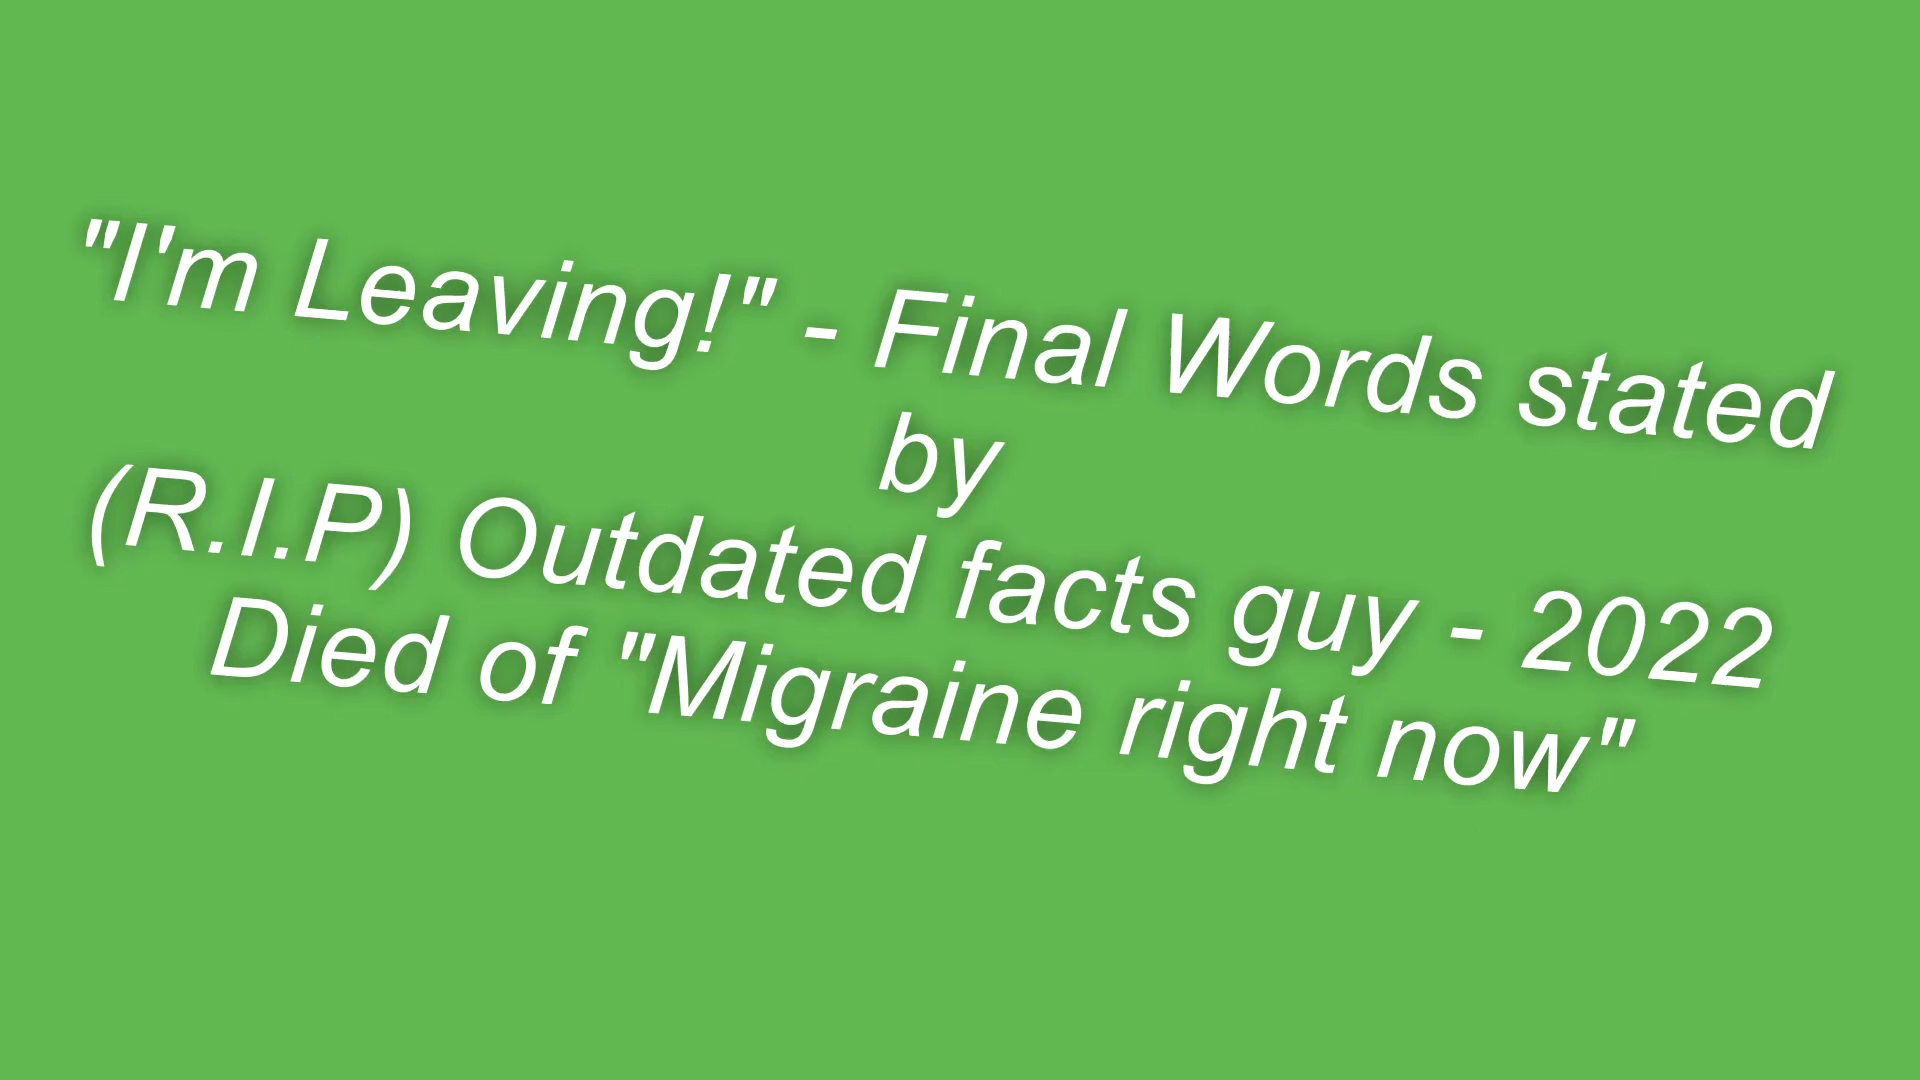 "I'm Leaving!" - Final Words stated
by
(R.I.P) Outdated facts guy - 2022
Died of "Migraine right now"